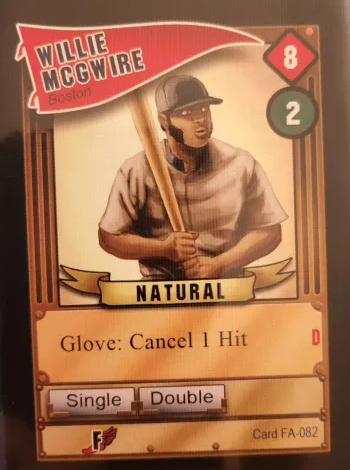 WILLIE
MCGWIRE
Boston
8
2
NATURAL
Glove: Cancel 1 Hit
D
Single Double
F
Card FA-082